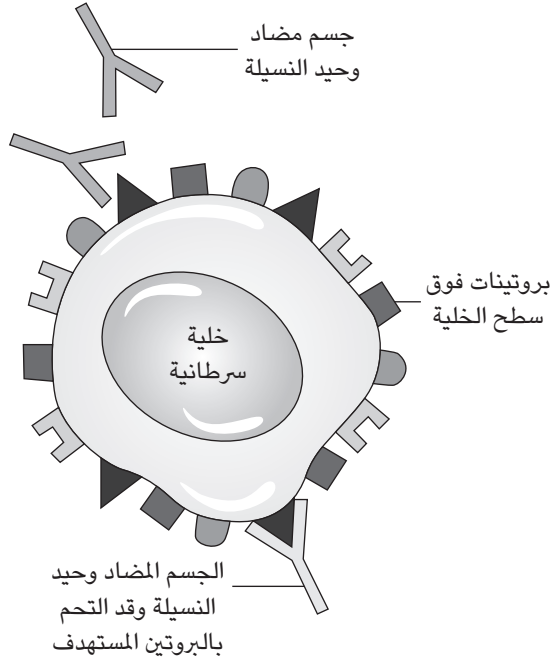 جسم مضاد
وحيد النسيلة
بروتينات فوق
سطح الخلية
خلية
سرطانية
الجسم المضاد وحيد
النسيلة وقد التحم
بالبروتين المستهدف